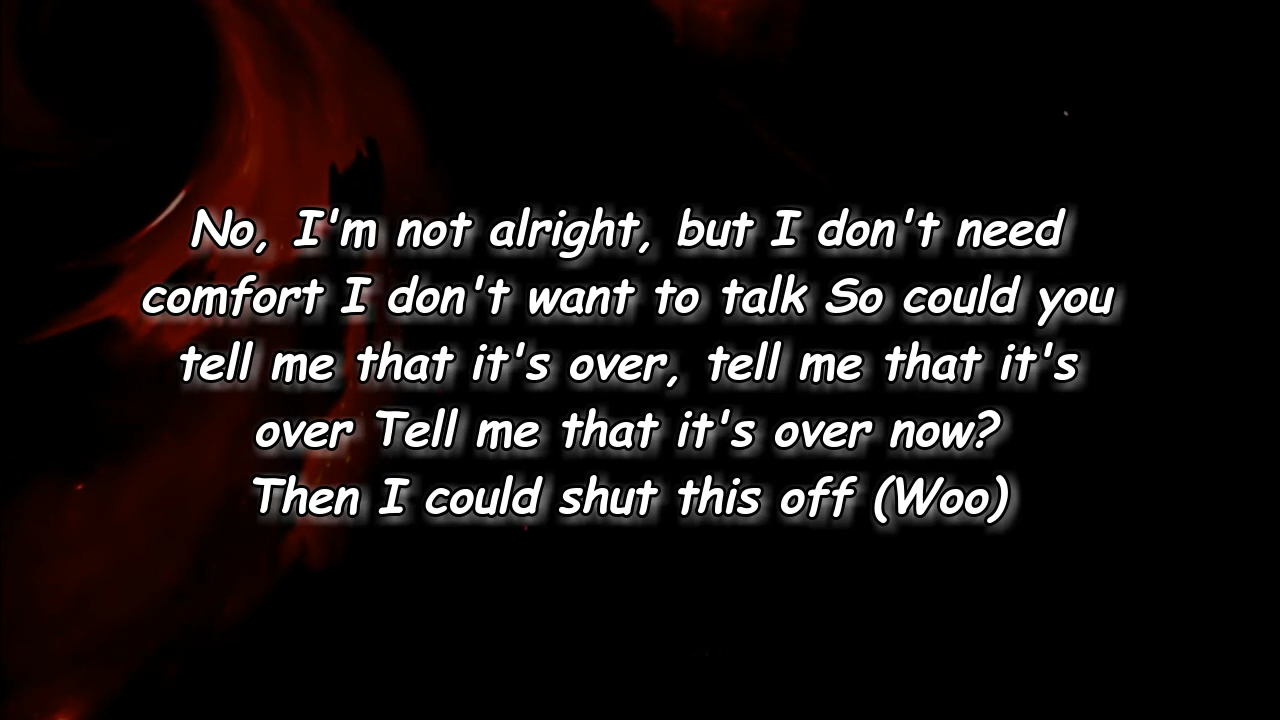 No, I'm not alright, but I don't need
comfort I don't want to talk So could you
tell me that it's over, tell me that it's
over Tell me that it's over now?
Then I could shut this off (Woo)